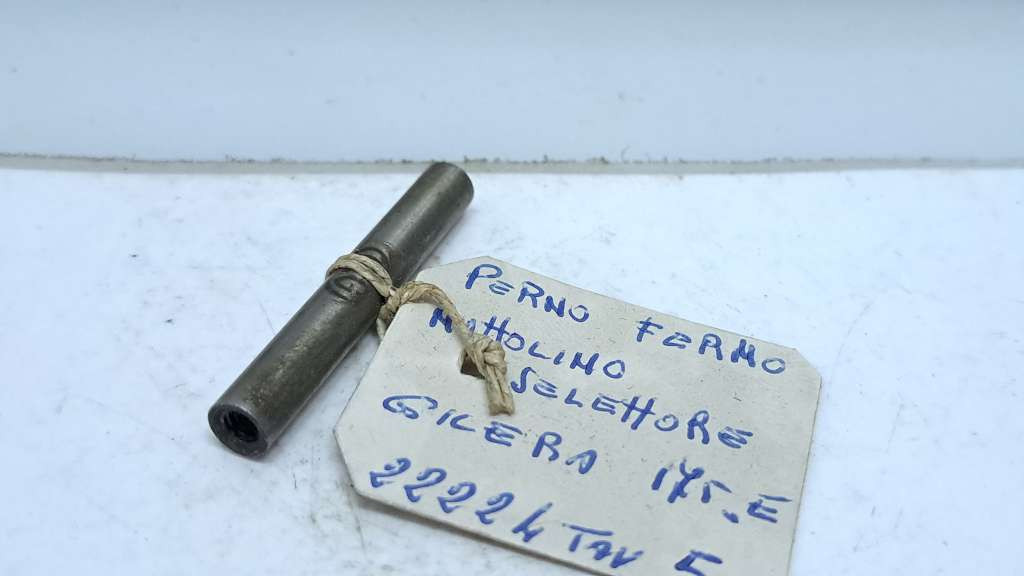 PERNO FERMO
NOTTOLINO
SELETTORE
GILERA 175. E
22224 TAV E